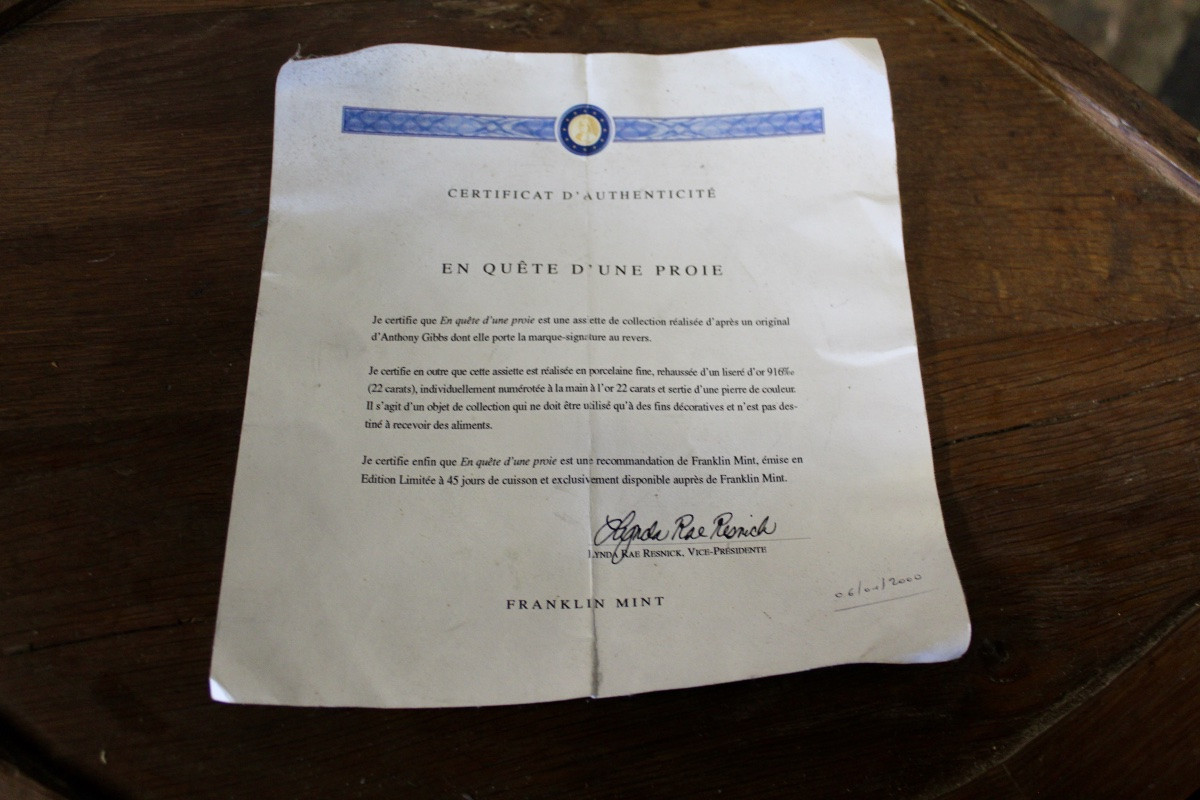 CERTIFICAT D'AUTHENTICITÉ
EN QUÊTE D'UNE PROIE
Je certifie que En quête d'une proie est une assiette de collection réalisée d'après un original
d'Anthony Gibbs dont elle porte la marque-signature au revers.
Je certifie en outre que cette assiette est réalisée en porcelaine fine, rehaussée d'un liseré d'or 916‰
(22 carats), individuellement numérotée à la main à l'or 22 carats et sertie d'une pierre de couleur.
Il s'agit d'un objet de collection qui ne doit être utilisé qu'à des fins décoratives et n'est pas des-
tiné à recevoir des aliments.
Je certifie enfin que En quête d'une proie est une recommandation de Franklin Mint, émise en
Edition Limitée à 45 jours de cuisson et exclusivement disponible auprès de Franklin Mint.
Lynda Rae Resnick
LYNDA RAE RESNICK, VICE-PRÉSIDENTE
FRANKLIN MINT
06/01/2000